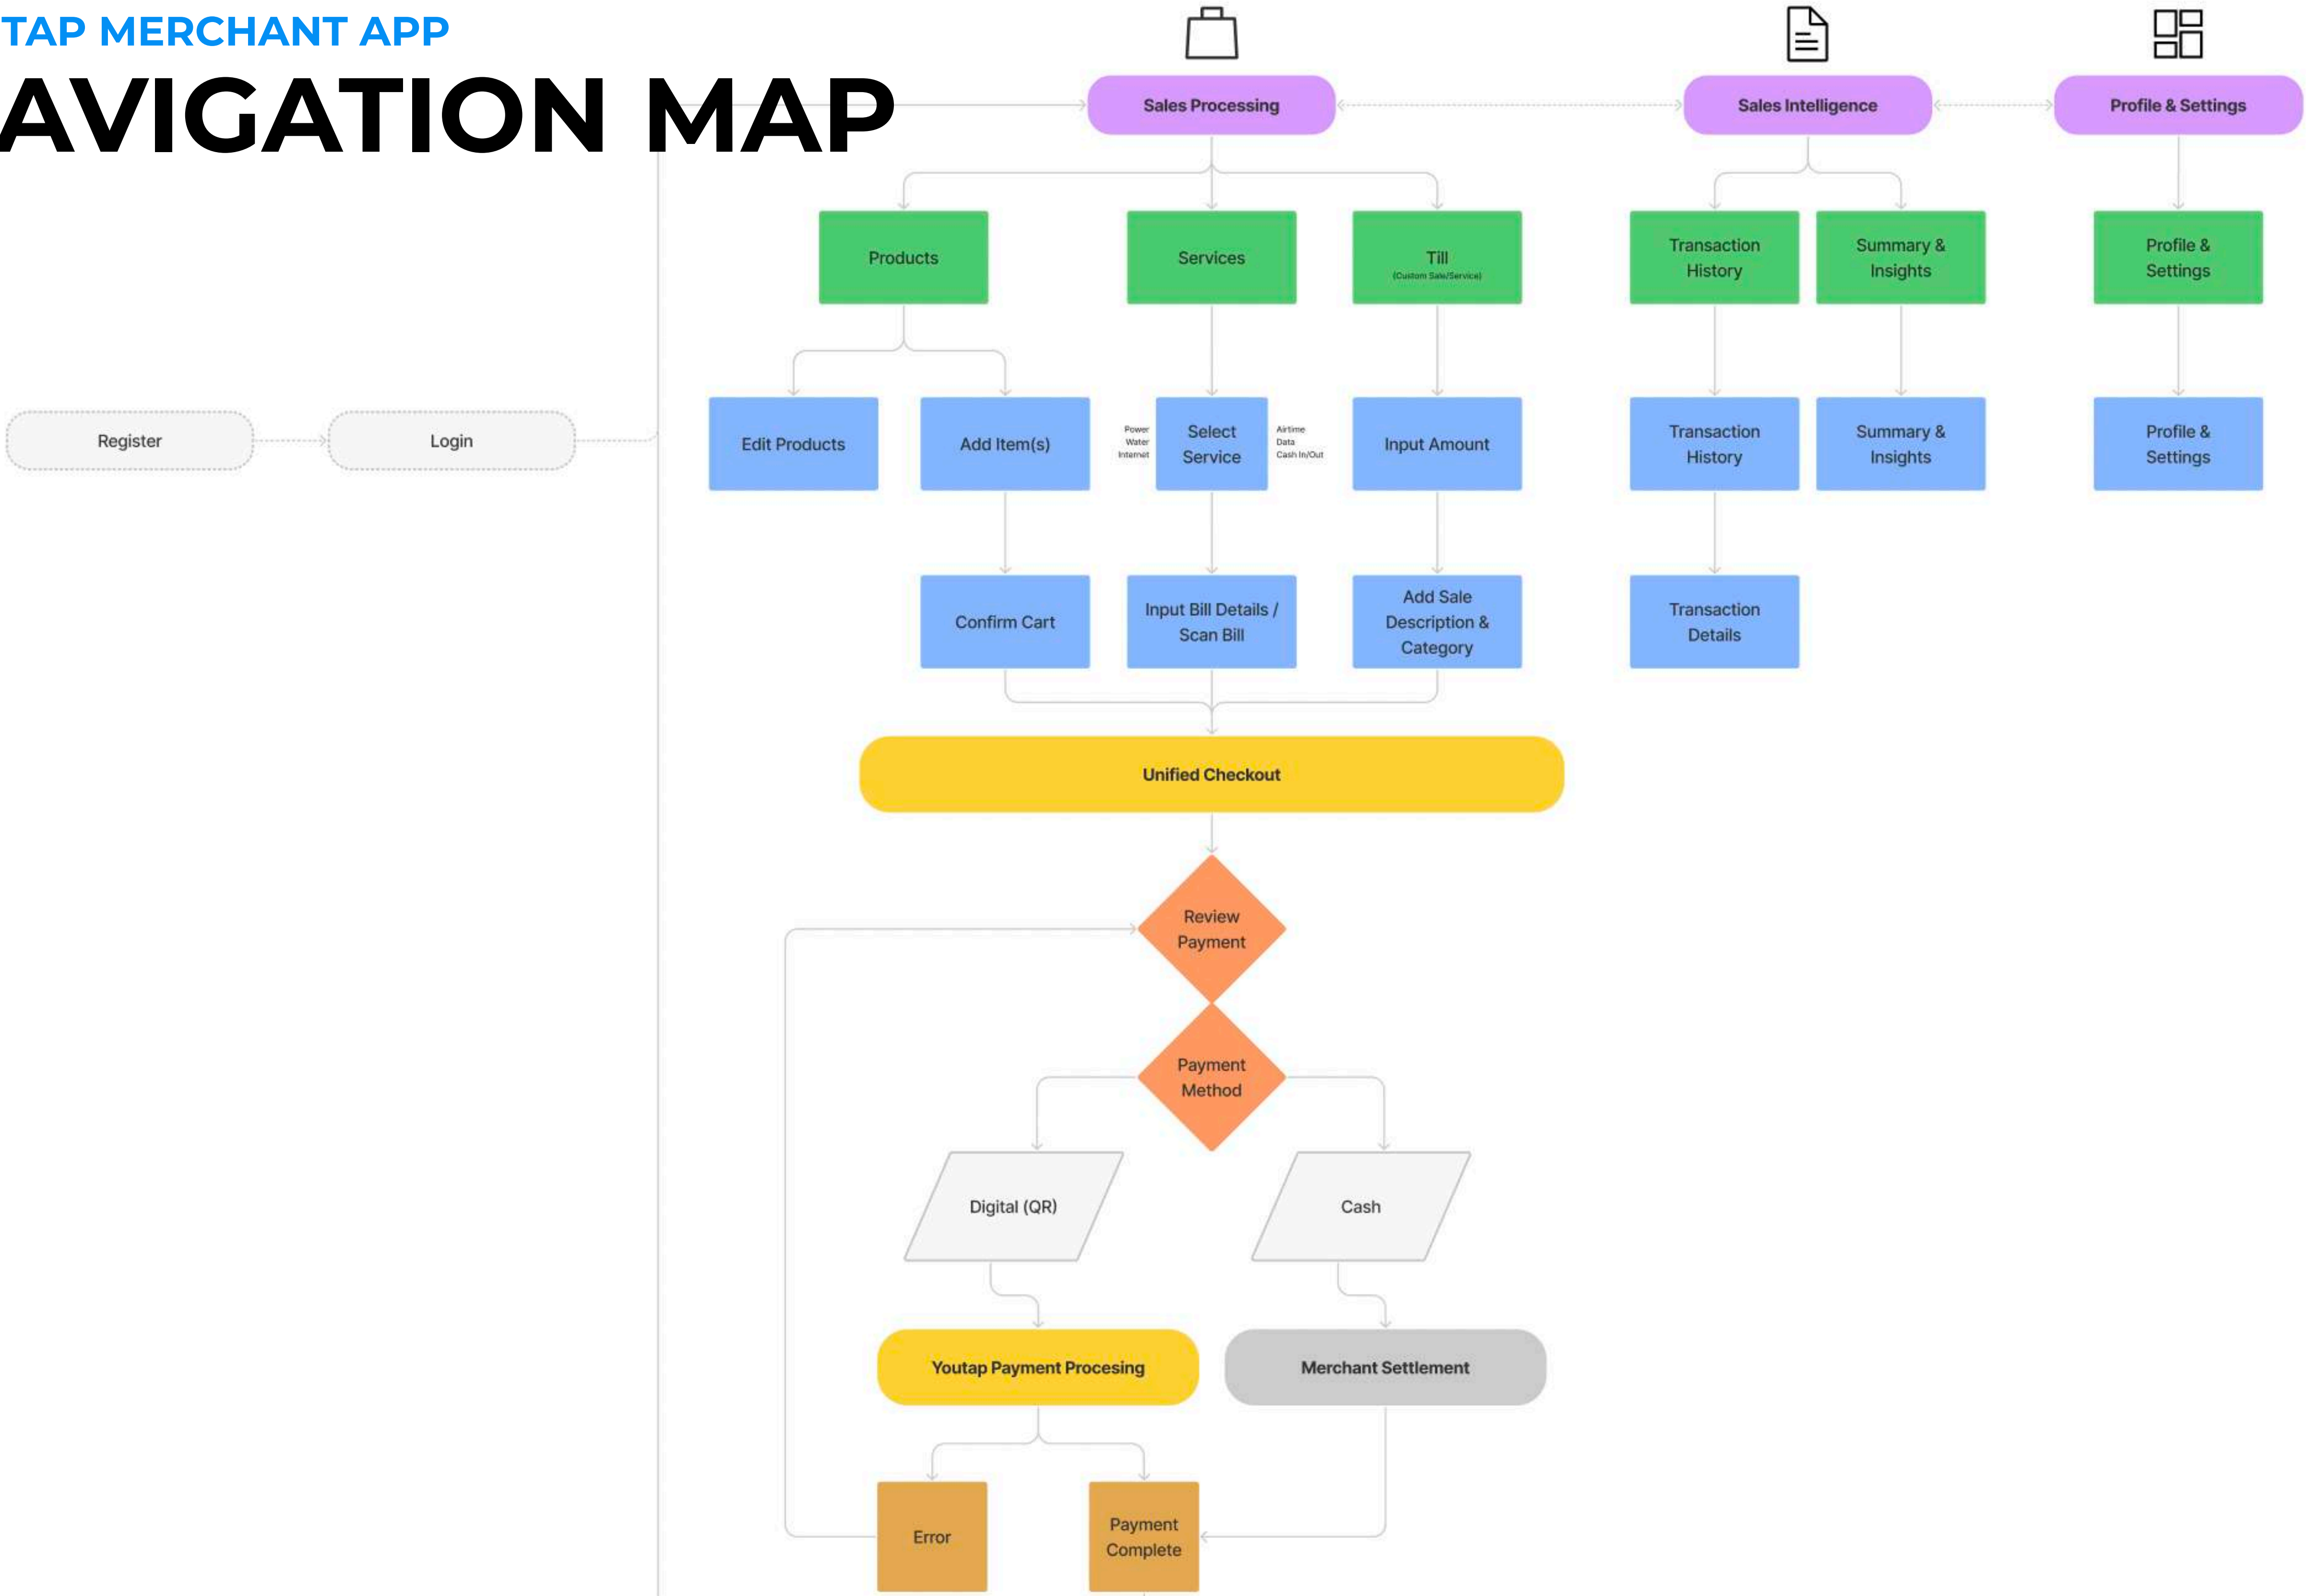 TAP MERCHANT APP
AVIGATION MAP
Sales Processing
Sales Intelligence
Profile & Settings
Products
Services
Till
(Custom Sale/Service)
Transaction
History
Summary &
Insights
Profile &
Settings
Register
Login
Edit Products
Add Item(s)
Power
Water
Internet
Select
Service
Airtime
Data
Cash In/Out
Input Amount
Transaction
History
Summary &
Insights
Profile &
Settings
Confirm Cart
Input Bill Details /
Scan Bill
Add Sale
Description &
Category
Transaction
Details
Unified Checkout
Review
Payment
Payment
Method
Digital (QR)
Cash
Youtap Payment Procesing
Merchant Settlement
Error
Payment
Complete